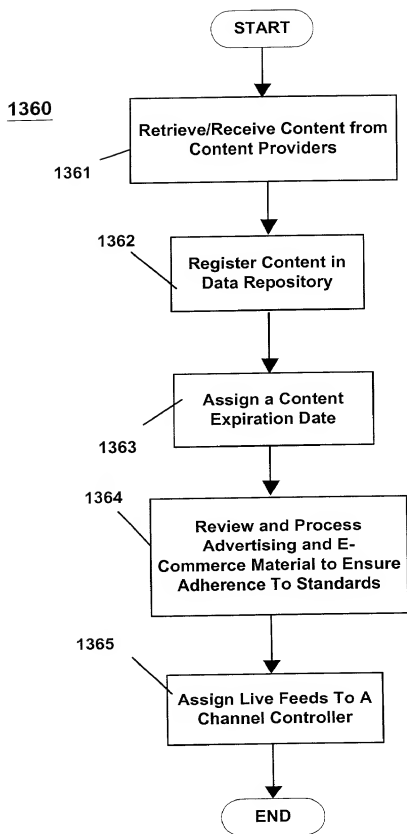 START
1360
Retrieve/Receive Content from
Content Providers
1361
1362
Register Content in
Data Repository
Assign a Content
Expiration Date
1363
1364
Review and Process
Advertising and E-
Commerce Material to Ensure
Adherence To Standards
1365
Assign Live Feeds To A
Channel Controller
END